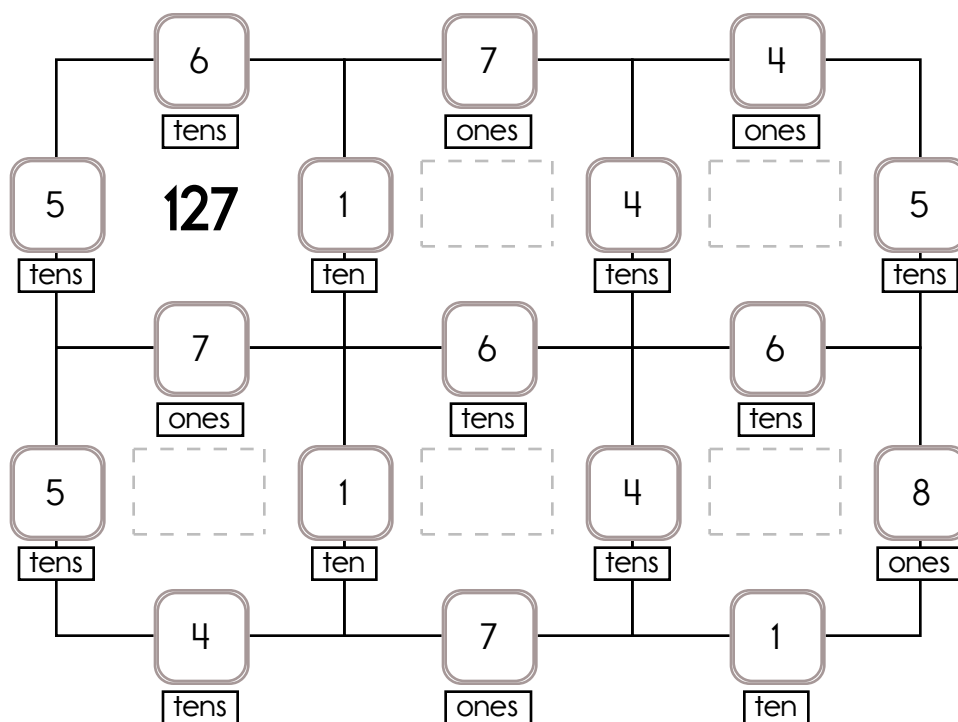 6 7 4
tens ones ones
5 127 1 4 5
tens ten tens tens
7 6 6
ones tens tens
5 1 4 8
tens ten tens ones
4 7 1
tens ones ten